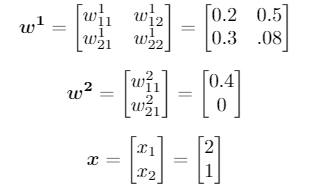 w¹ = [w¹₁₁ w¹₁₂; w¹₂₁ w¹₂₂] = [0.2 0.5; 0.3 .08]
w² = [w²₁₁; w²₂₁] = [0.4; 0]
x = [x₁; x₂] = [2; 1]